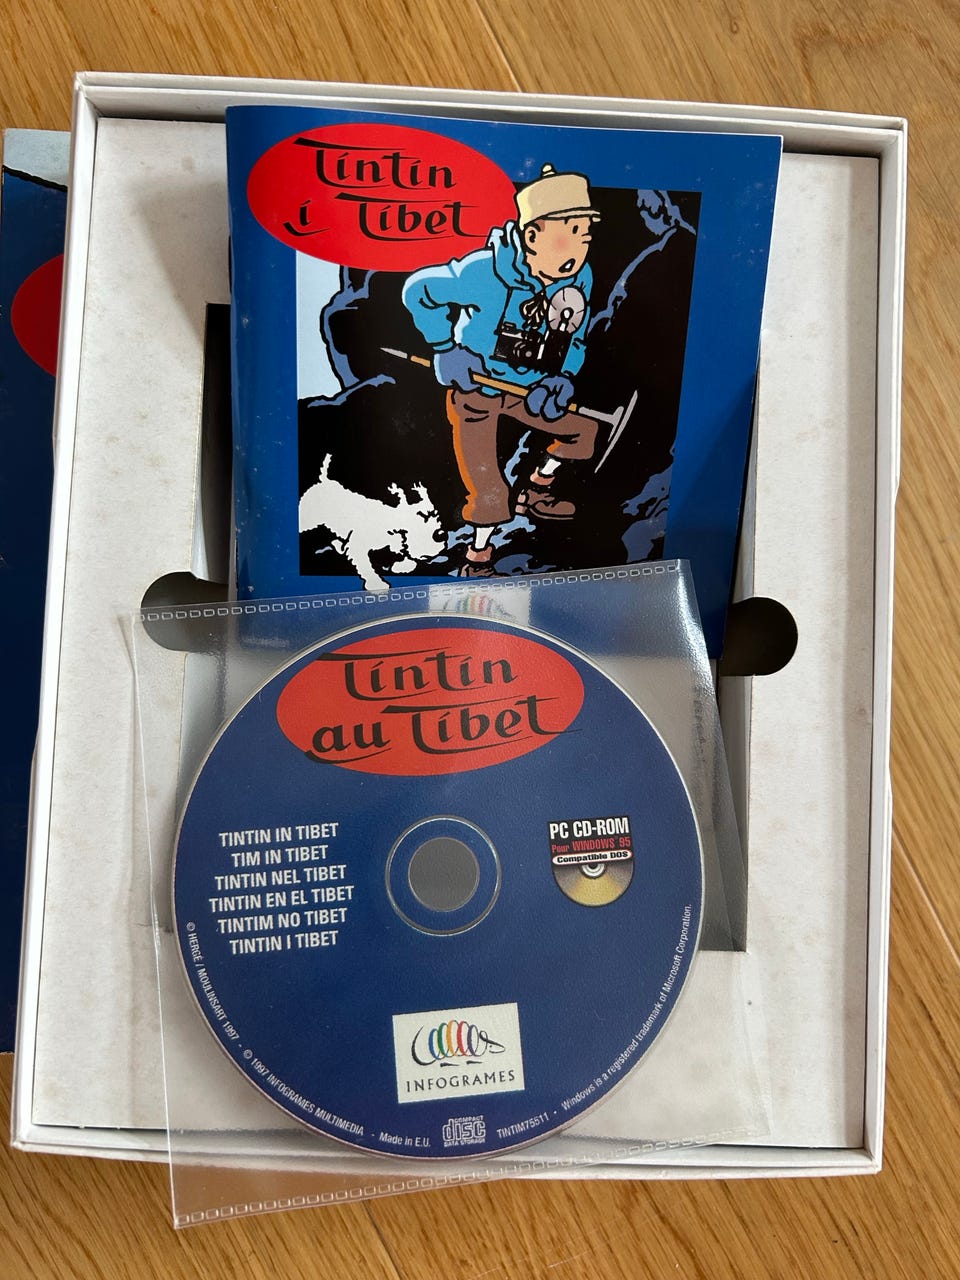 Tintin
i Tibet
Tintin
au Tibet
TINTIN IN TIBET
TIM IN TIBET
TINTIN NEL TIBET
TINTIN EN EL TIBET
TINTIM NO TIBET
TINTIN I TIBET
PC CD-ROM
Pour WINDOWS 95
Compatible DOS
INFOGRAMES
© HERGÉ / MOULINSART 1997 - © 1997 INFOGRAMES MULTIMEDIA - Made in E.U.
COMPACT
disc
DATA STORAGE
TINTIM75511 - Windows is a registered trademark of Microsoft Corporation.